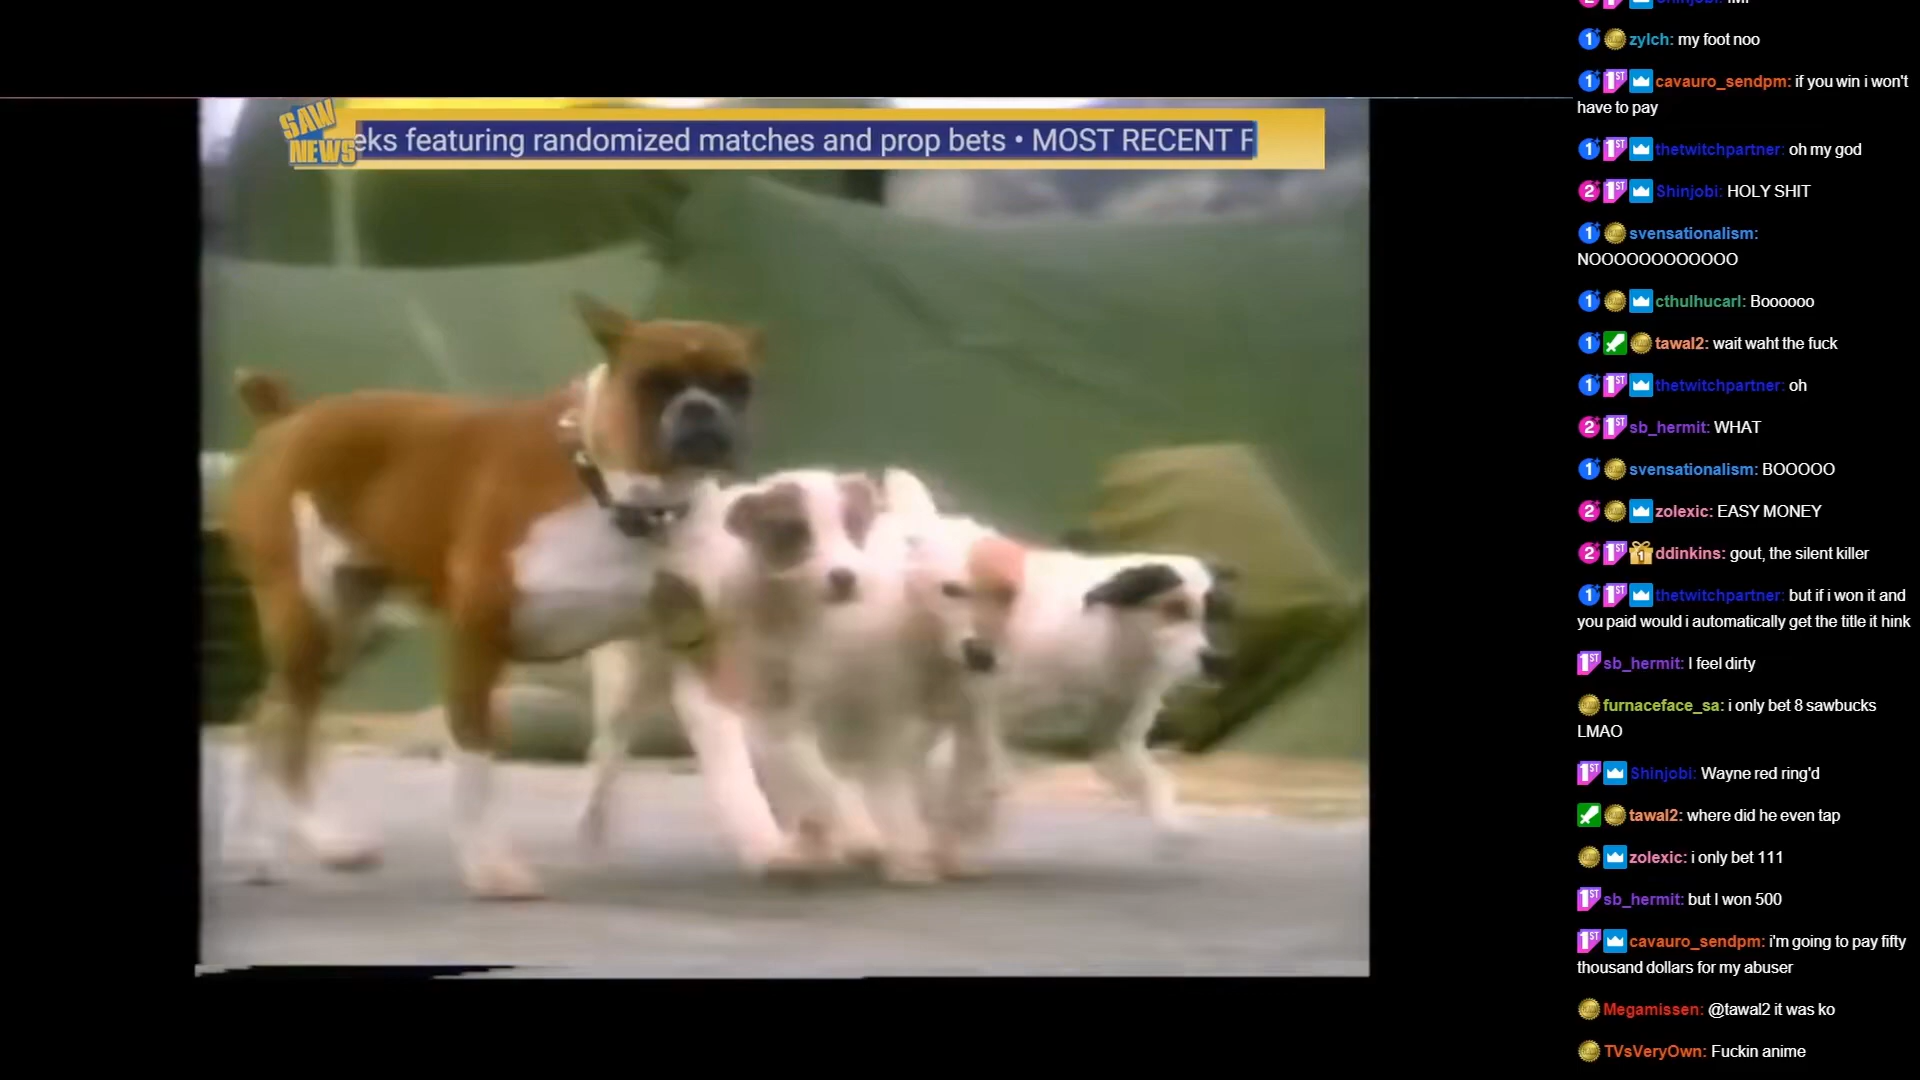 SAW
NEWS
eks featuring randomized matches and prop bets • MOST RECENT F
zylch: my foot noo
cavauro_sendpm: if you win i won't
have to pay
thetwitchpartner: oh my god
Shinjobi: HOLY SHIT
svensationalism:
NOOOOOOOOOOOO
cthulhucarl: Boooooo
tawal2: wait waht the fuck
thetwitchpartner: oh
sb_hermit: WHAT
svensationalism: BOOOOO
zolexic: EASY MONEY
ddinkins: gout, the silent killer
thetwitchpartner: but if i won it and
you paid would i automatically get the title it hink
sb_hermit: I feel dirty
furnaceface_sa: i only bet 8 sawbucks
LMAO
Shinjobi: Wayne red ring'd
tawal2: where did he even tap
zolexic: i only bet 111
sb_hermit: but I won 500
cavauro_sendpm: i'm going to pay fifty
thousand dollars for my abuser
Megamissen: @tawal2 it was ko
TVsVeryOwn: Fuckin anime